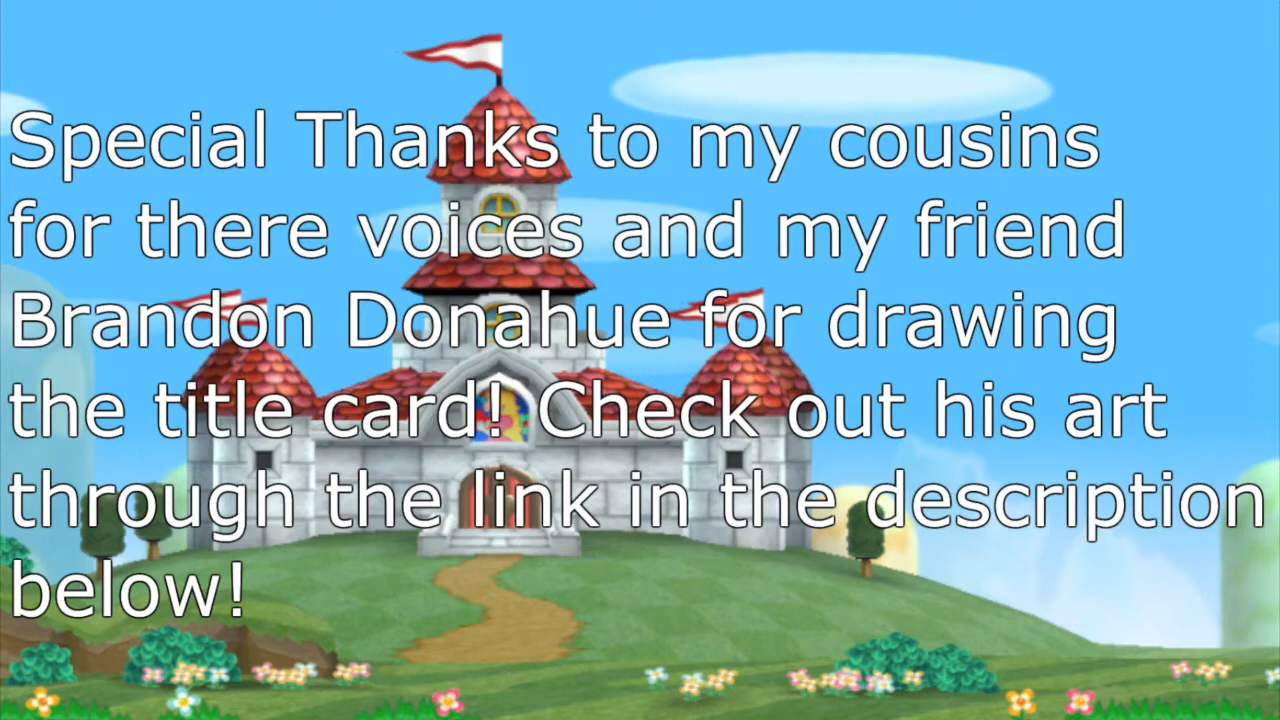 Special Thanks to my cousins
for there voices and my friend
Brandon Donahue for drawing
the title card! Check out his art
through the link in the description
below!